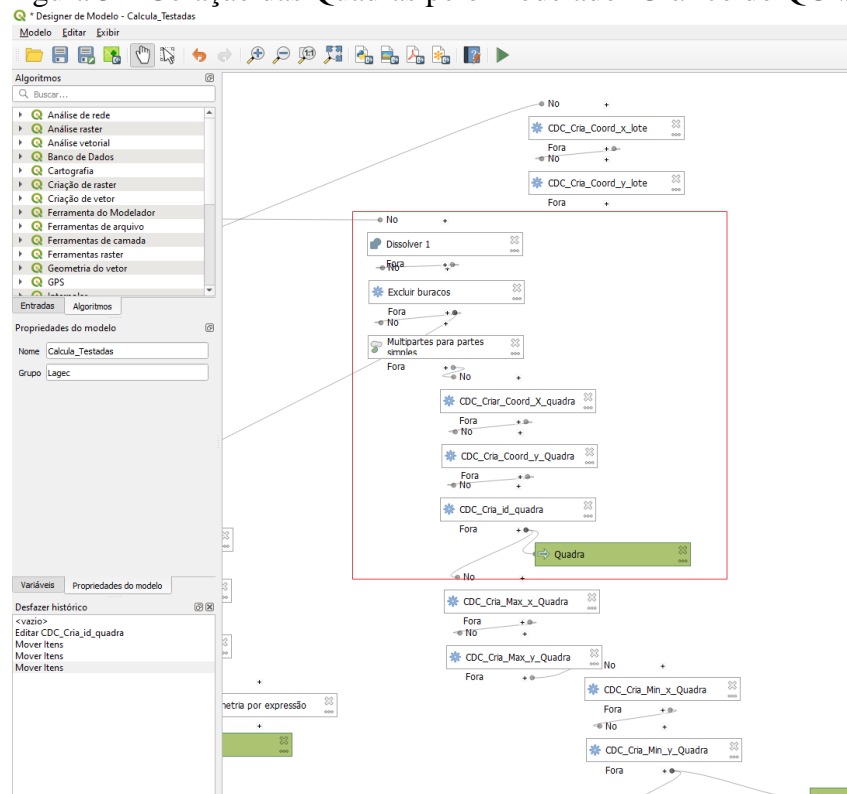 * Designer de Modelo - Calcula_Testadas
Modelo Editar Exibir
Algoritmos
Buscar...
Análise de rede
Análise raster
Análise vetorial
Banco de Dados
Cartografia
Criação de raster
Criação de vetor
Ferramenta do Modelador
Ferramentas de arquivo
Ferramentas de camada
Ferramentas raster
Geometria do vetor
GPS
Entradas Algoritmos
Propriedades do modelo
Nome Calcula_Testadas
Grupo Lagec
Variáveis Propriedades do modelo
Desfazer histórico
<vazio>
Editar CDC_Cria_id_quadra
Mover Itens
Mover Itens
Mover Itens
No
CDC_Cria_Coord_x_lote
Fora
No
CDC_Cria_Coord_y_lote
Fora
No
Dissolver 1
Fora
No
Excluir buracos
Fora
No
Multipartes para partes
simples
Fora
No
CDC_Criar_Coord_X_quadra
Fora
No
CDC_Cria_Coord_y_Quadra
Fora
No
CDC_Cria_id_quadra
Fora
Quadra
No
CDC_Cria_Max_x_Quadra
Fora
No
CDC_Cria_Max_y_Quadra
Fora
No
CDC_Cria_Min_x_Quadra
Fora
No
CDC_Cria_Min_y_Quadra
Fora
netria por expressão